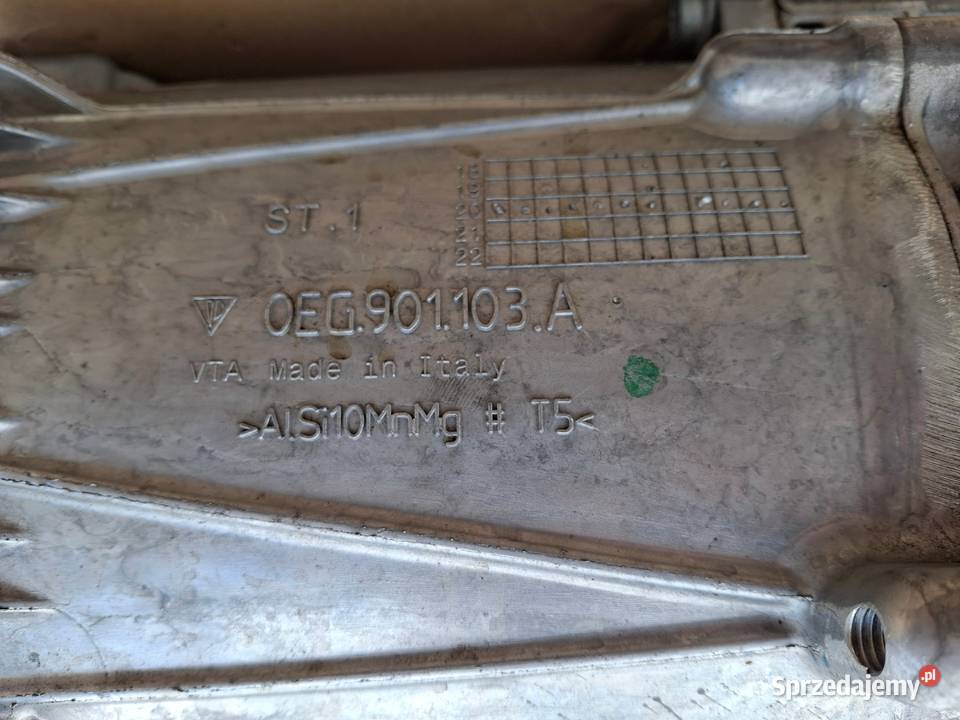 18
19
20
21
22
ST.1
0EG.901.103.A
VTA Made in Italy
>AlSi10MnMg # T5<
Sprzedajemy.pl